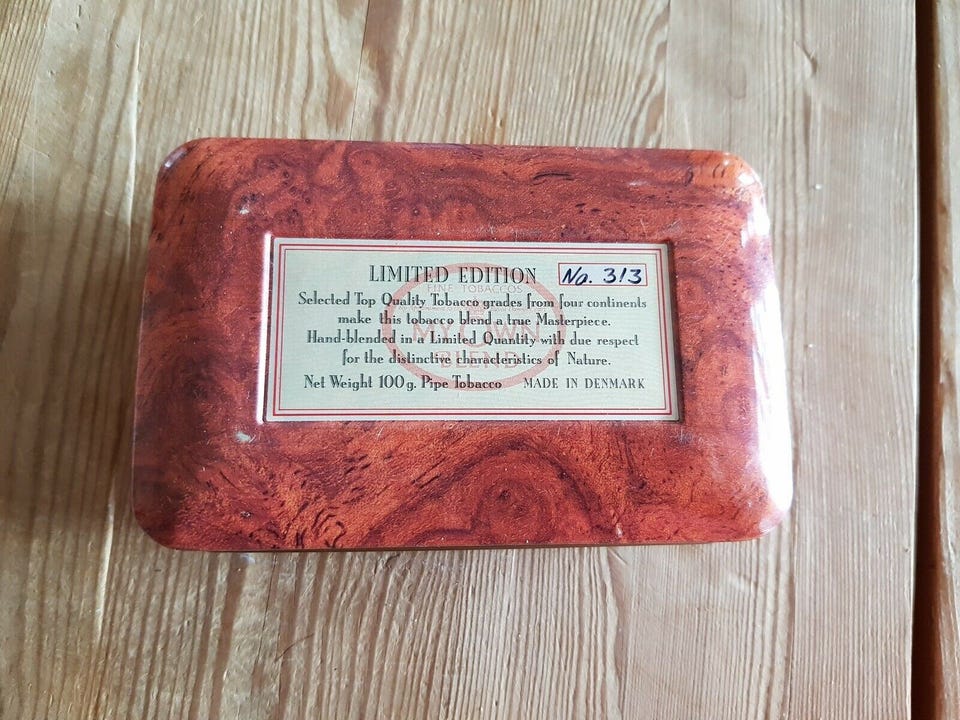 LIMITED EDITION No. 313
FINE TOBACCOS
Selected Top Quality Tobacco grades from four continents
make this tobacco blend a true Masterpiece.
MY OWN
Hand-blended in a Limited Quantity with due respect
BLEND
for the distinctive characteristics of Nature.
Net Weight 100 g. Pipe Tobacco MADE IN DENMARK